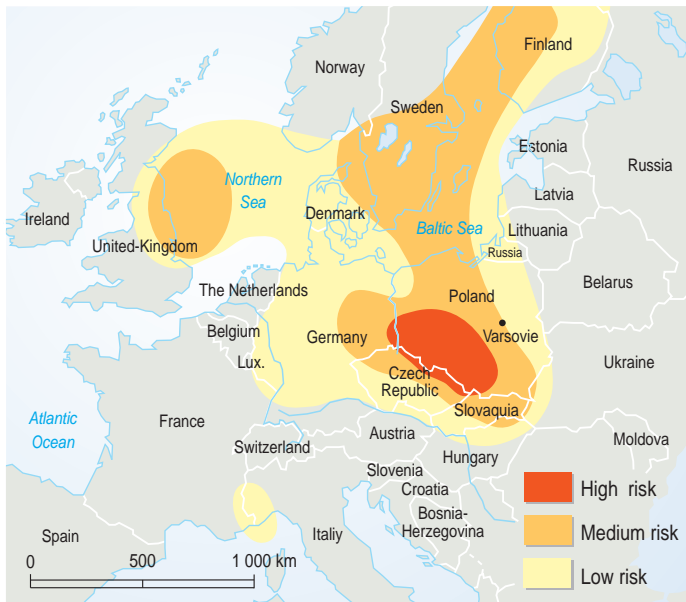 Finland
Norway
Sweden
Estonia
Russia
Northern
Sea
Latvia
Denmark
Ireland
Baltic Sea
Lithuania
United-Kingdom
Russia
Belarus
The Netherlands
Poland
Belgium
Germany
Varsovie
Lux.
Ukraine
Czech
Republic
Atlantic
Ocean
France
Slovaquia
Austria
Moldova
Switzerland
Hungary
Slovenia
Croatia
Bosnia-
Herzegovina
Spain
Italiy
High risk
Medium risk
Low risk
0 500 1 000 km